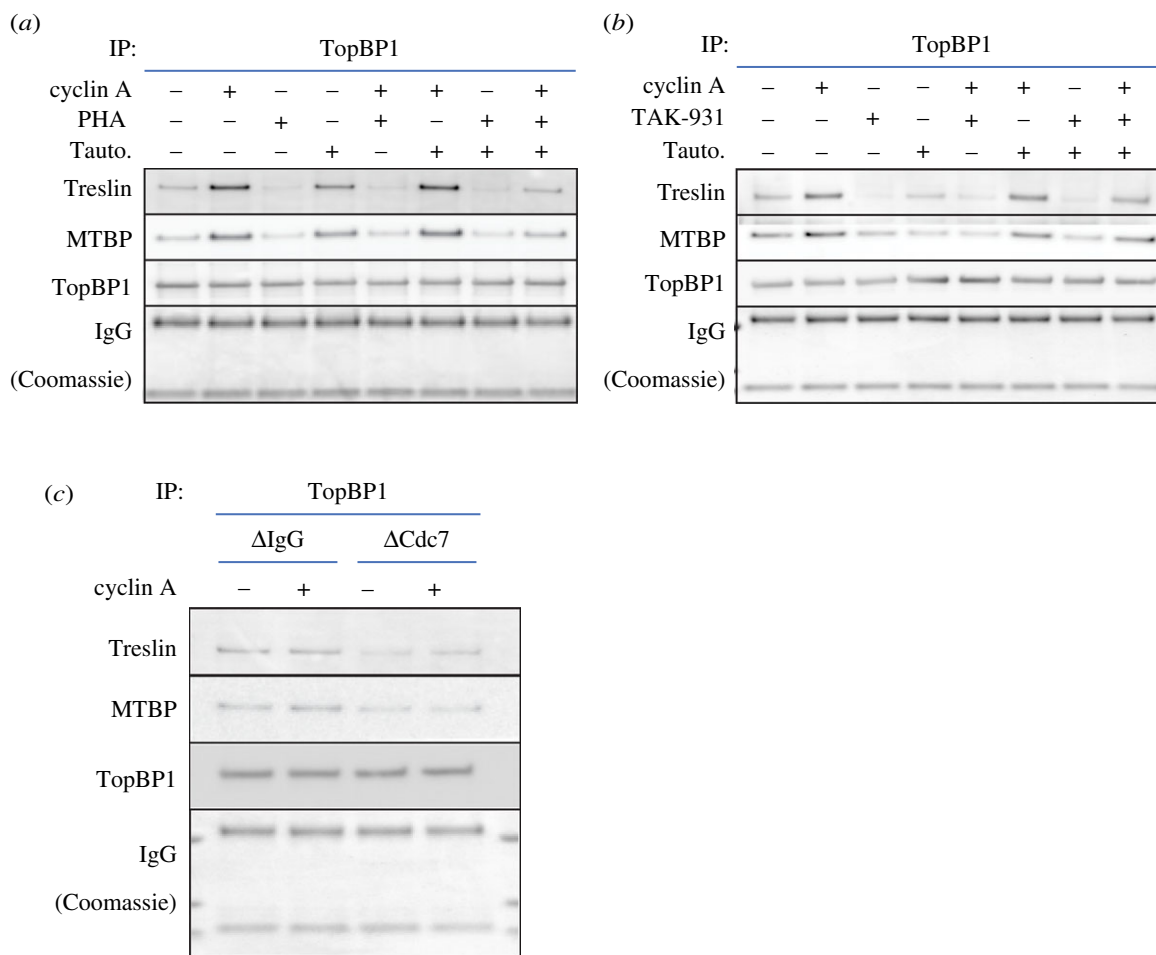 (a)
IP: TopBP1
cyclin A – + – – + + – +
PHA – – + – + – + +
Tauto. – – – + – + + +
Treslin
MTBP
TopBP1
IgG
(Coomassie)
(b)
IP: TopBP1
cyclin A – + – – + + – +
TAK-931 – – + – + – + +
Tauto. – – – + – + + +
Treslin
MTBP
TopBP1
IgG
(Coomassie)
(c)
IP: TopBP1
ΔIgG ΔCdc7
cyclin A – + – +
Treslin
MTBP
TopBP1
IgG
(Coomassie)